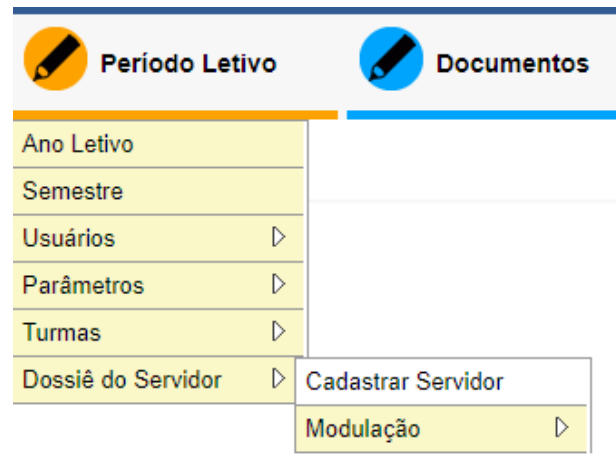 Período Letivo
Documentos
Ano Letivo
Semestre
Usuários
Parâmetros
Turmas
Dossiê do Servidor
Cadastrar Servidor
Modulação